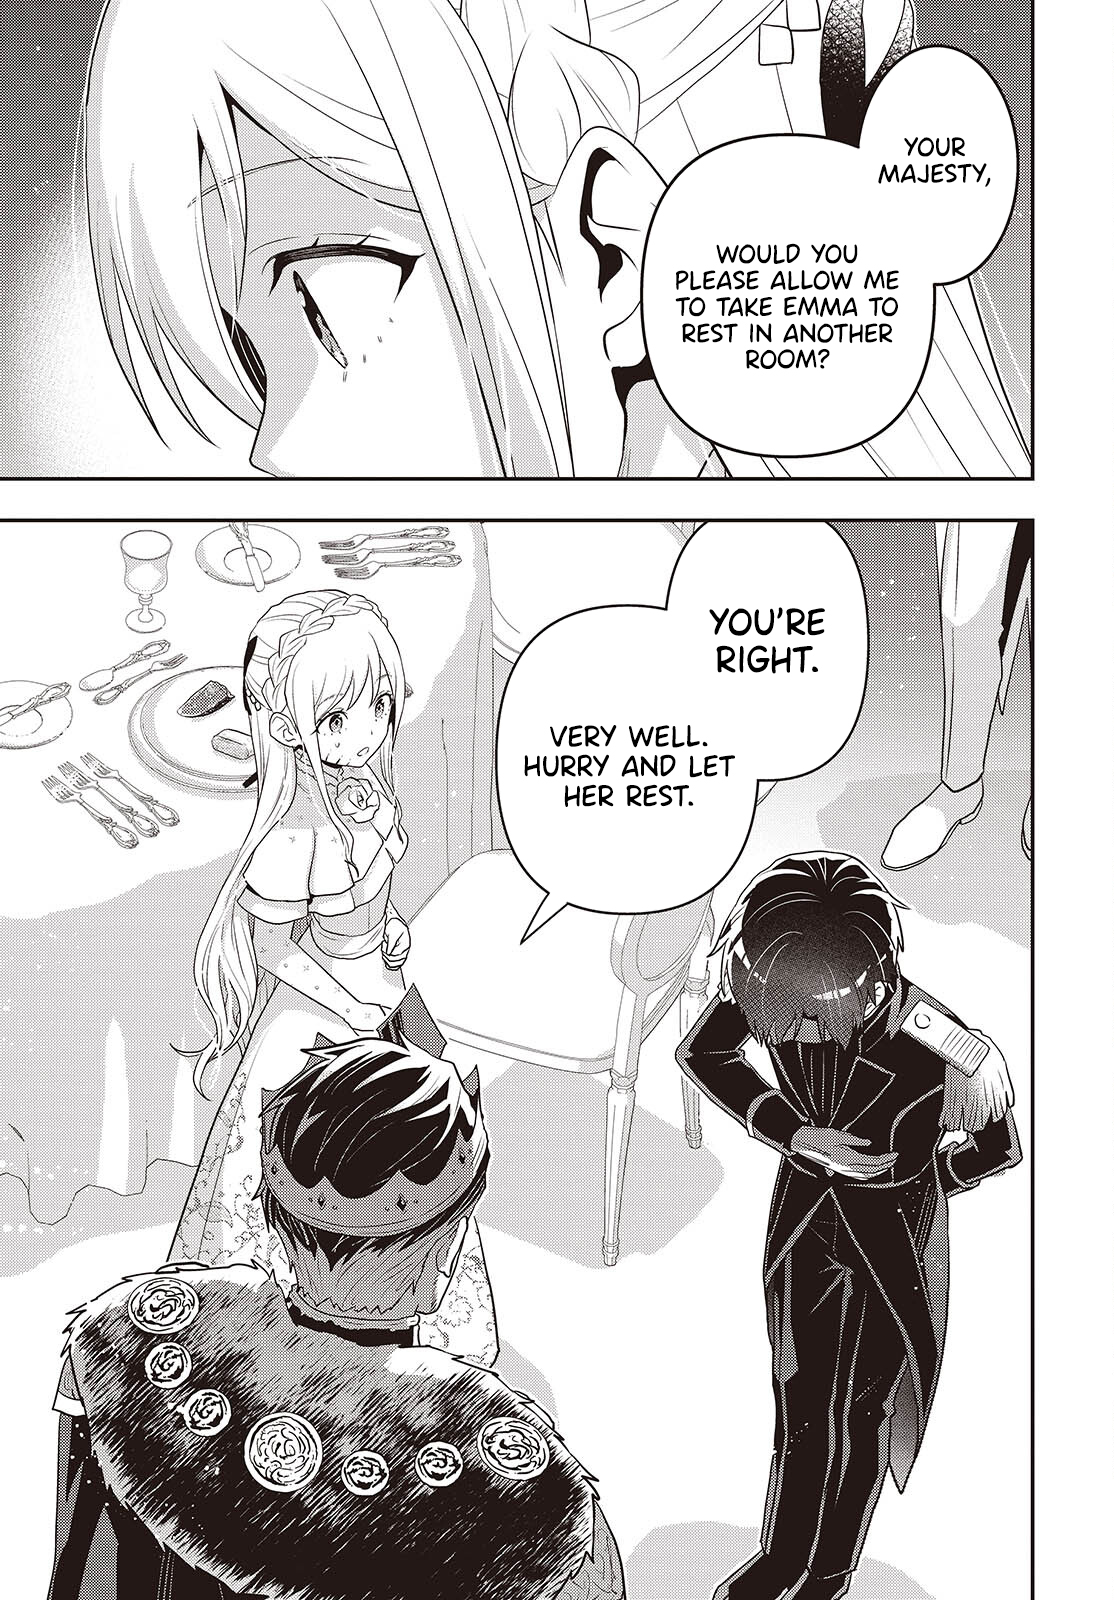 YOUR
MAJESTY,
WOULD YOU
PLEASE ALLOW ME
TO TAKE EMMA TO
REST IN ANOTHER
ROOM?
YOU'RE
RIGHT.
VERY WELL.
HURRY AND LET
HER REST.